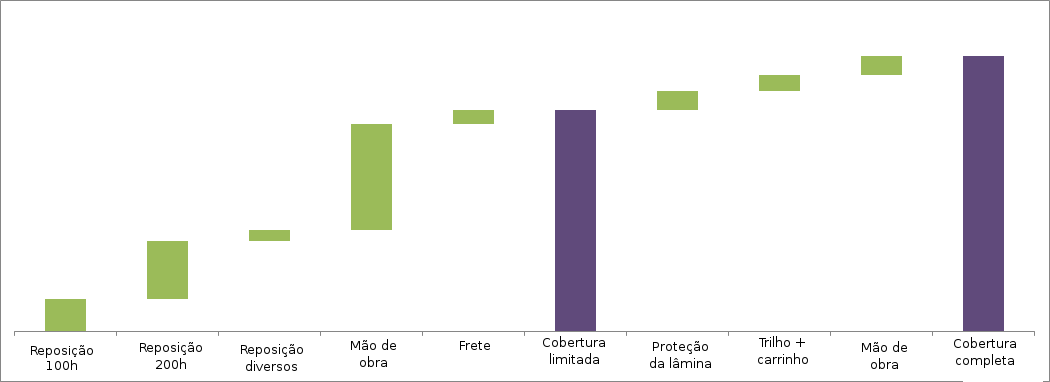 Reposição
100h
Reposição
200h
Reposição
diversos
Mão de
obra
Frete
Cobertura
limitada
Proteção
da lâmina
Trilho +
carrinho
Mão de
obra
Cobertura
completa